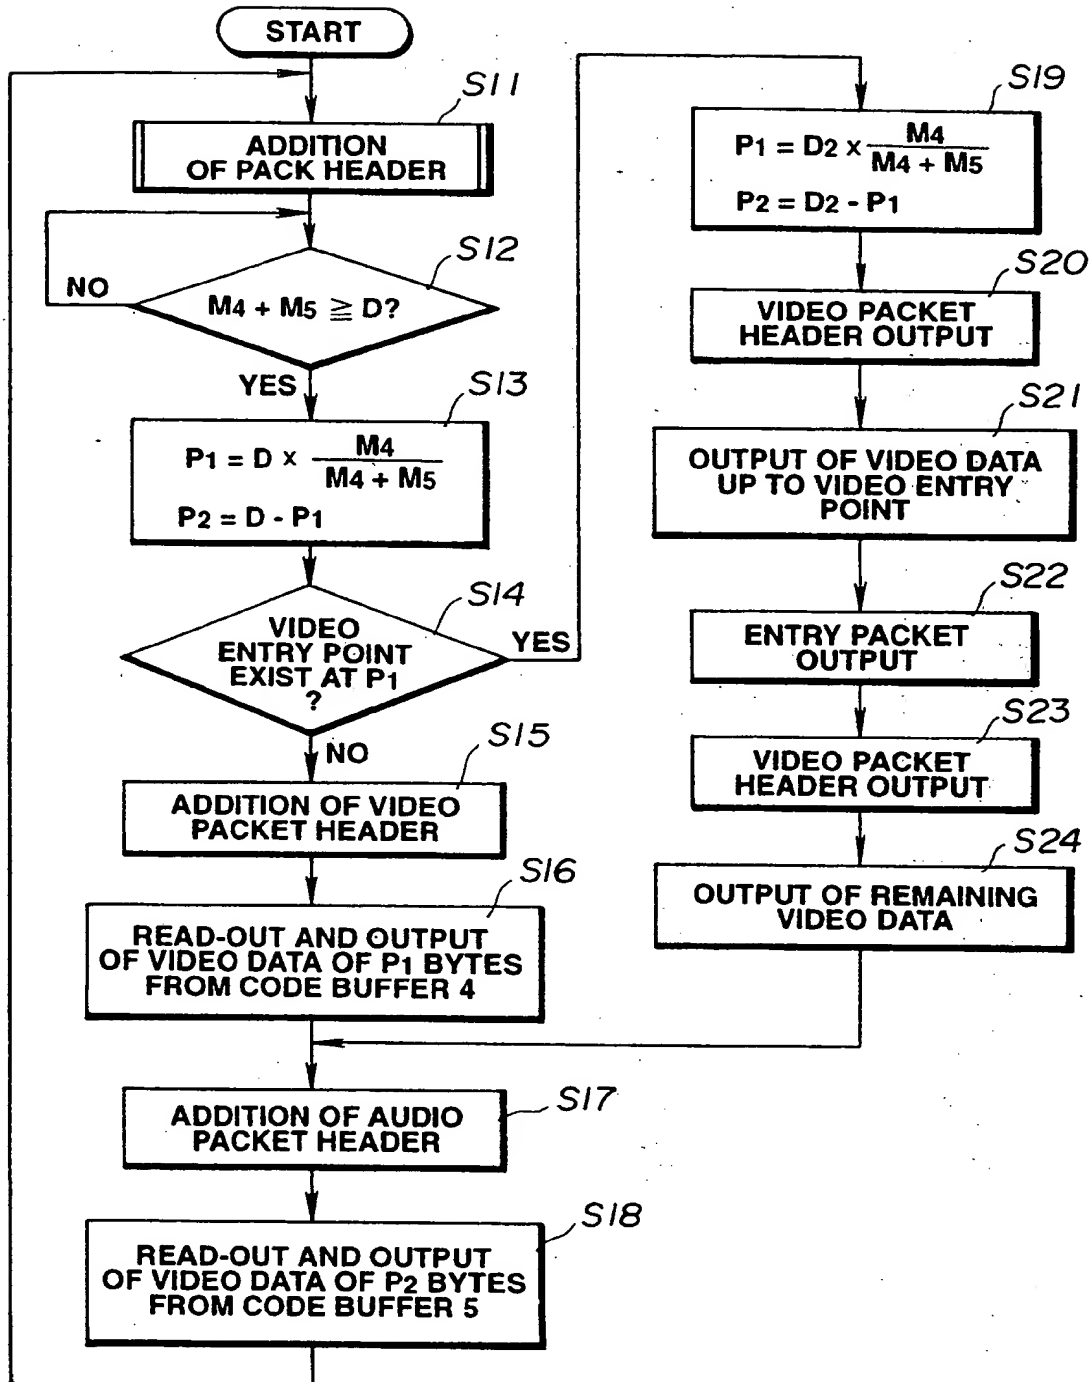 START
S11
ADDITION
OF PACK HEADER
S12
NO
M4 + M5 ≧ D?
YES
S13
P1 = D × M4
M4 + M5
P2 = D - P1
S14
VIDEO
ENTRY POINT
EXIST AT P1
?
YES
NO
S15
ADDITION OF VIDEO
PACKET HEADER
S16
READ-OUT AND OUTPUT
OF VIDEO DATA OF P1 BYTES
FROM CODE BUFFER 4
S17
ADDITION OF AUDIO
PACKET HEADER
S18
READ-OUT AND OUTPUT
OF VIDEO DATA OF P2 BYTES
FROM CODE BUFFER 5
S19
P1 = D2 x M4
M4 + M5
P2 = D2 - P1
S20
VIDEO PACKET
HEADER OUTPUT
S21
OUTPUT OF VIDEO DATA
UP TO VIDEO ENTRY
POINT
S22
ENTRY PACKET
OUTPUT
S23
VIDEO PACKET
HEADER OUTPUT
S24
OUTPUT OF REMAINING
VIDEO DATA